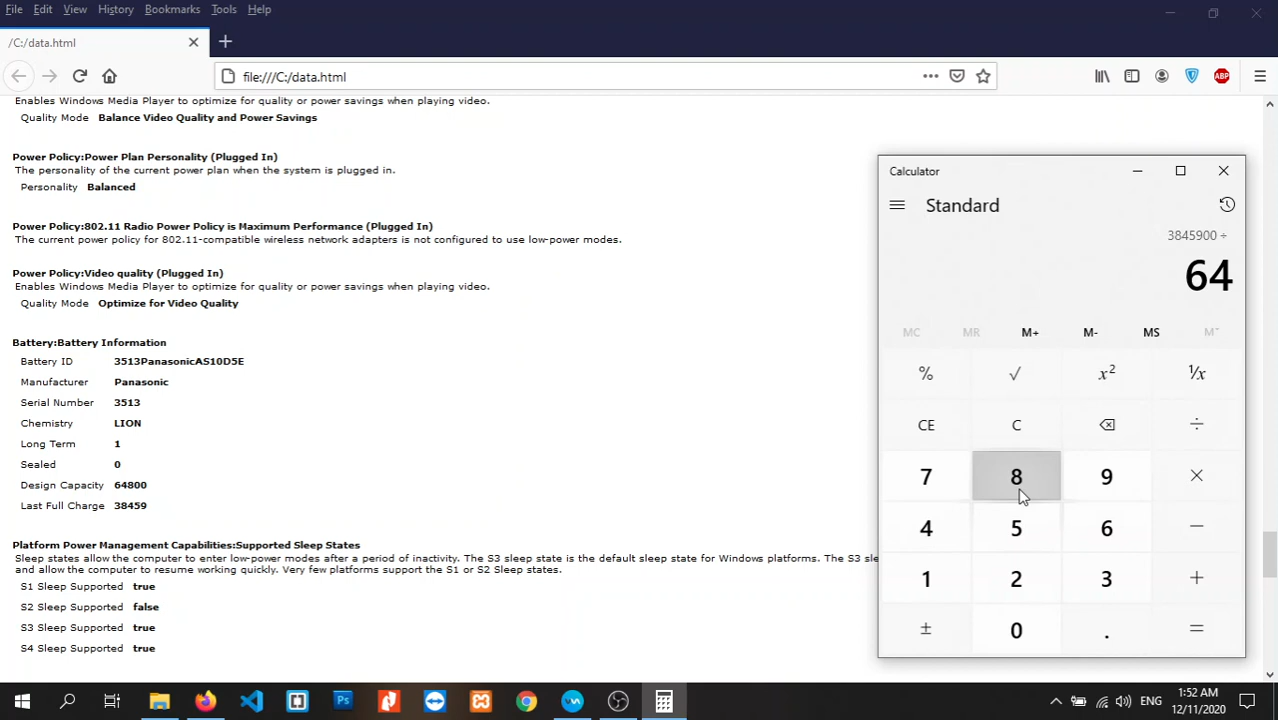 File Edit View History Bookmarks Tools Help
/C:/data.html
file:///C:/data.html
ABP
Enables Windows Media Player to optimize for quality or power savings when playing video.
Quality Mode Balance Video Quality and Power Savings
Power Policy:Power Plan Personality (Plugged In)
The personality of the current power plan when the system is plugged in.
Personality Balanced
Power Policy:802.11 Radio Power Policy is Maximum Performance (Plugged In)
The current power policy for 802.11-compatible wireless network adapters is not configured to use low-power modes.
Power Policy:Video quality (Plugged In)
Enables Windows Media Player to optimize for quality or power savings when playing video.
Quality Mode Optimize for Video Quality
Battery:Battery Information
Battery ID 3513PanasonicAS10D5E
Manufacturer Panasonic
Serial Number 3513
Chemistry LION
Long Term 1
Sealed 0
Design Capacity 64800
Last Full Charge 38459
Platform Power Management Capabilities:Supported Sleep States
Sleep states allow the computer to enter low-power modes after a period of inactivity. The S3 sleep state is the default sleep state for Windows platforms. The S3 sle
and allow the computer to resume working quickly. Very few platforms support the S1 or S2 Sleep states.
S1 Sleep Supported true
S2 Sleep Supported false
S3 Sleep Supported true
S4 Sleep Supported true
Calculator
Standard
3845900 ÷
64
MC MR M+ M- MS M˅
% √ x² ¹/x
CE C ⌫ ÷
7 8 9 ×
4 5 6 −
1 2 3 +
± 0 . =
Ps
ENG
1:52 AM
12/11/2020